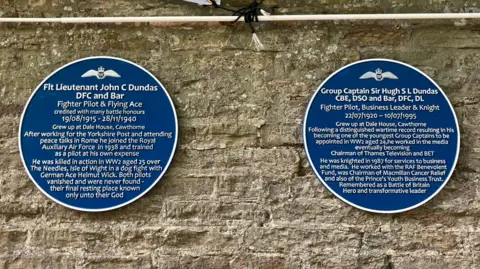 Flt Lieutenant John C Dundas
DFC and Bar
Fighter Pilot & Flying Ace
credited with many battle honours
19/08/1915 - 28/11/1940
Grew up at Dale House, Cawthorne
After working for the Yorkshire Post and attending
peace talks in Rome he joined the Royal
Auxiliary Air Force in 1938 and trained
as a pilot at his own expense
He was killed in action in WW2 aged 25 over
The Needles, Isle of Wight in a dog fight with
German Ace Helmut Wick. Both pilots
vanished and were never found -
their final resting place known
only unto their God
Group Captain Sir Hugh S L Dundas
CBE, DSO and Bar, DFC, DL
Fighter Pilot, Business Leader & Knight
22/07/1920 - 10/07/1995
Grew up at Dale House, Cawthorne
Following a distinguished wartime record resulting in his
becoming one of the youngest Group Captains to be
appointed in WW2 aged 24,he worked in the media
eventually becoming
Chairman of Thames Television and BET
He was knighted in 1987 for services to business
and media. He worked with the RAF Benevolent
Fund, was Chairman of Macmillan Cancer Relief
and also of the Prince's Youth Business Trust.
Remembered as a Battle of Britain
Hero and transformative leader